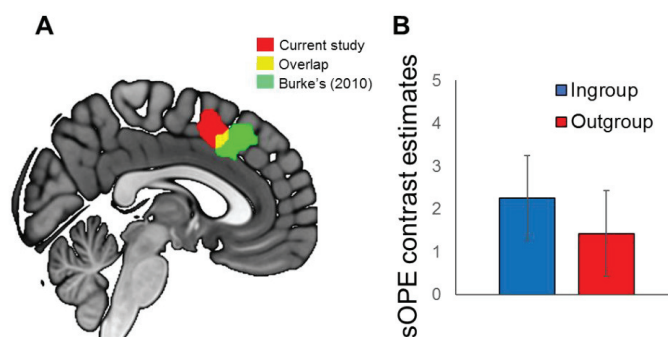 A
Current study
Overlap
Burke's (2010)
B
sOPE contrast estimates
5
4
3
2
1
0
Ingroup
Outgroup